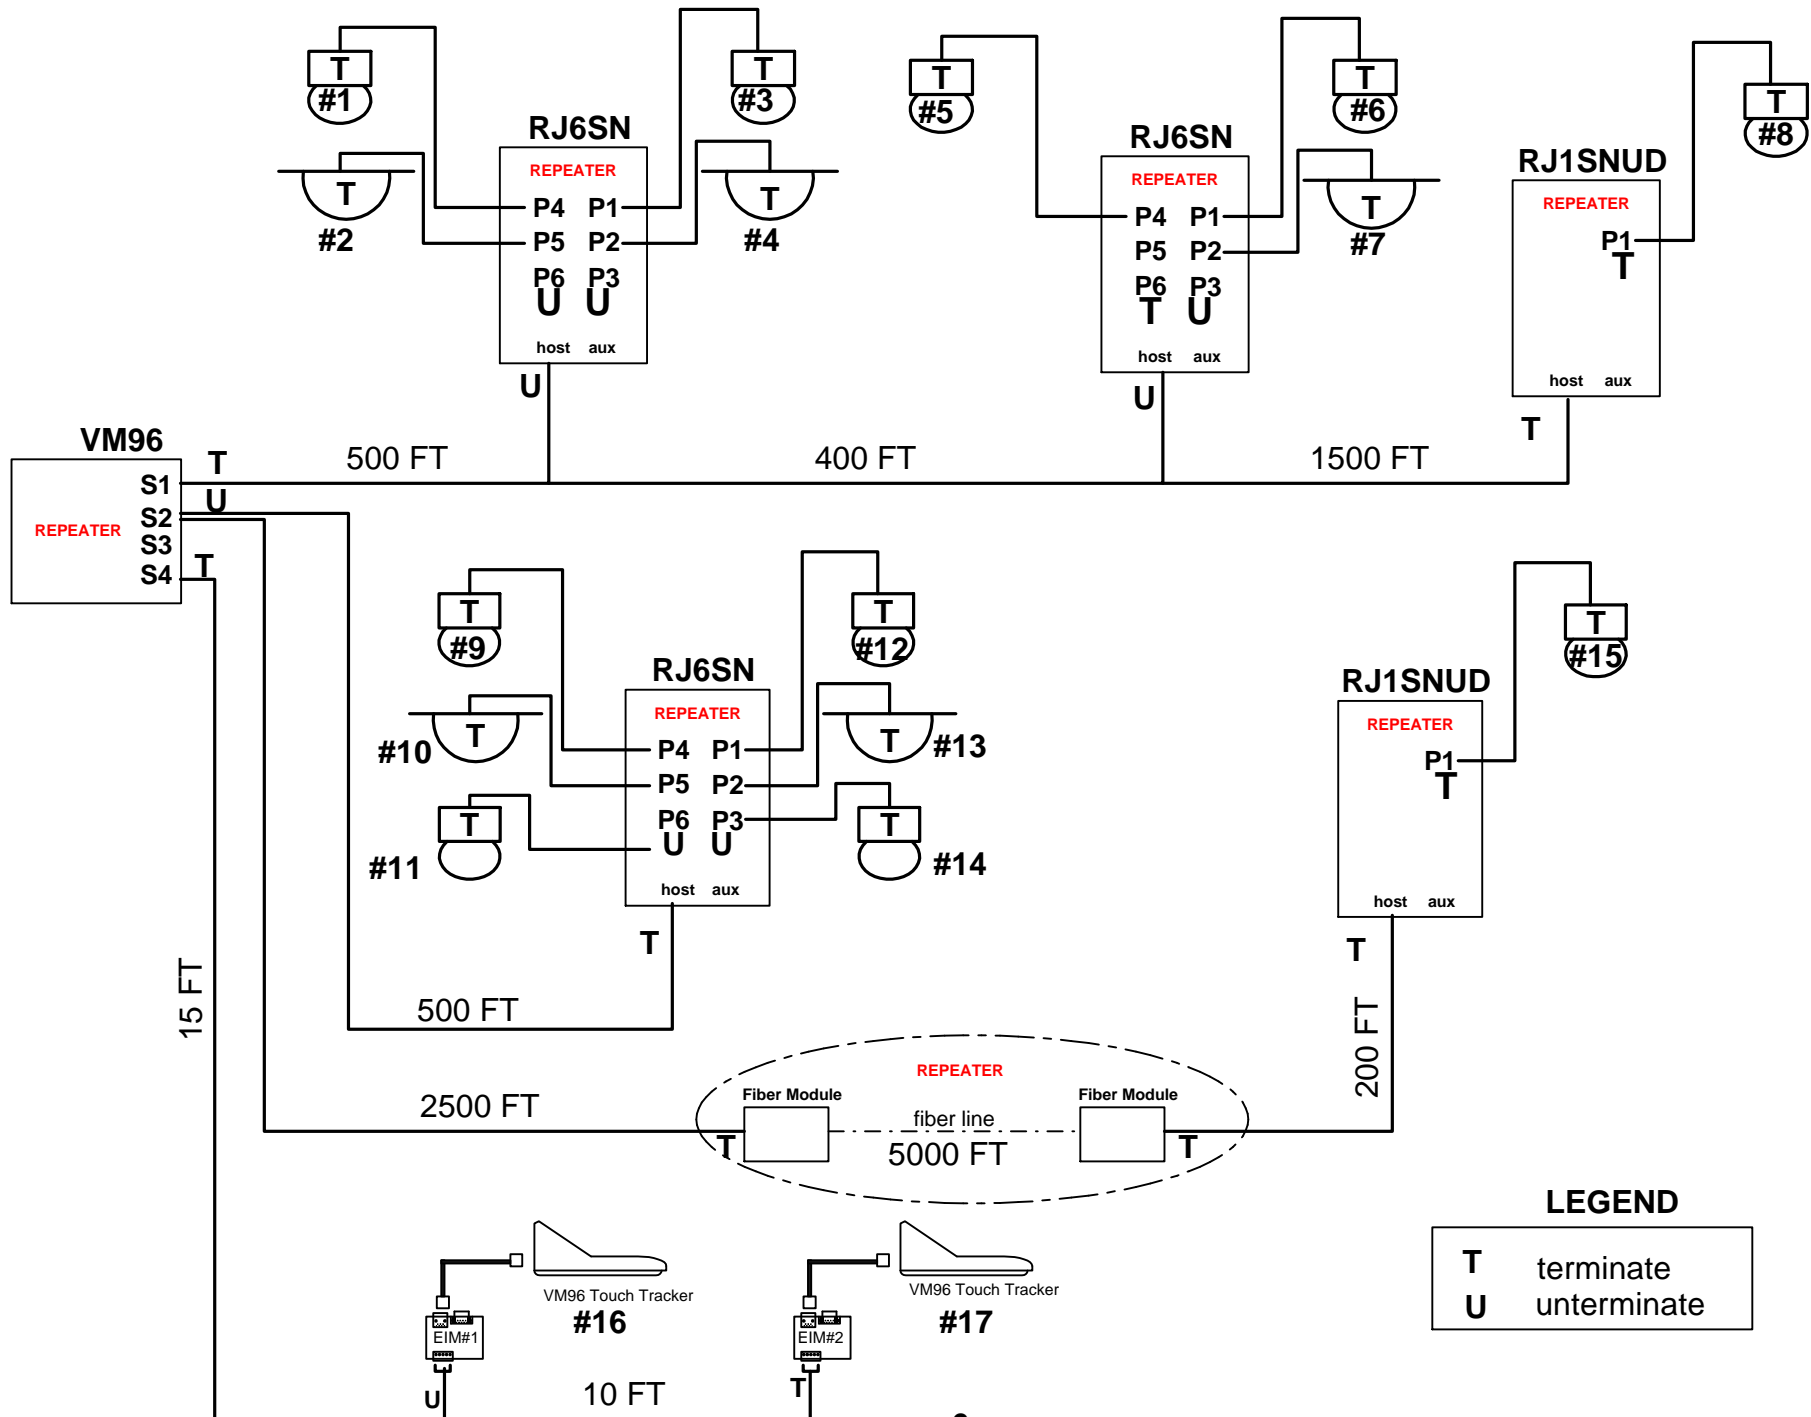 T
#1
T
#3
T
#2
T
#4
RJ6SN
REPEATER
P4 P1
P5 P2
P6 P3
U U
host aux
U
T
#5
T
#6
T
#7
RJ6SN
REPEATER
P4 P1
P5 P2
P6 P3
T U
host aux
U
T
#8
RJ1SNUD
REPEATER
P1
T
host aux
T
VM96
REPEATER
S1
S2
S3
S4
T
U
T
500 FT
400 FT
1500 FT
T
#9
T
#12
T
#10
T
#13
T
#11
T
#14
RJ6SN
REPEATER
P4 P1
P5 P2
P6 P3
U U
host aux
T
500 FT
T
#15
RJ1SNUD
REPEATER
P1
T
host aux
T
200 FT
15 FT
2500 FT
REPEATER
Fiber Module
Fiber Module
T
fiber line
5000 FT
T
VM96 Touch Tracker
#16
EIM#1
U
10 FT
VM96 Touch Tracker
#17
EIM#2
T
LEGEND
T terminate
U unterminate